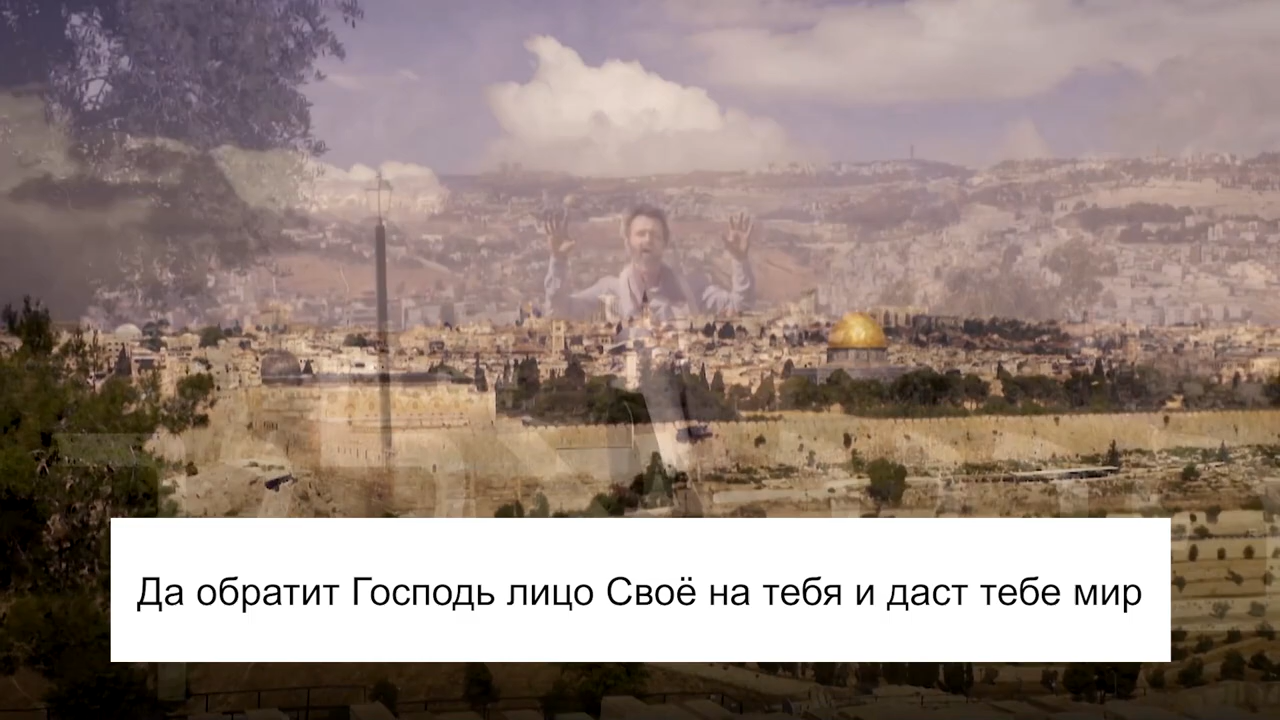 Да обратит Господь лицо Своё на тебя и даст тебе мир